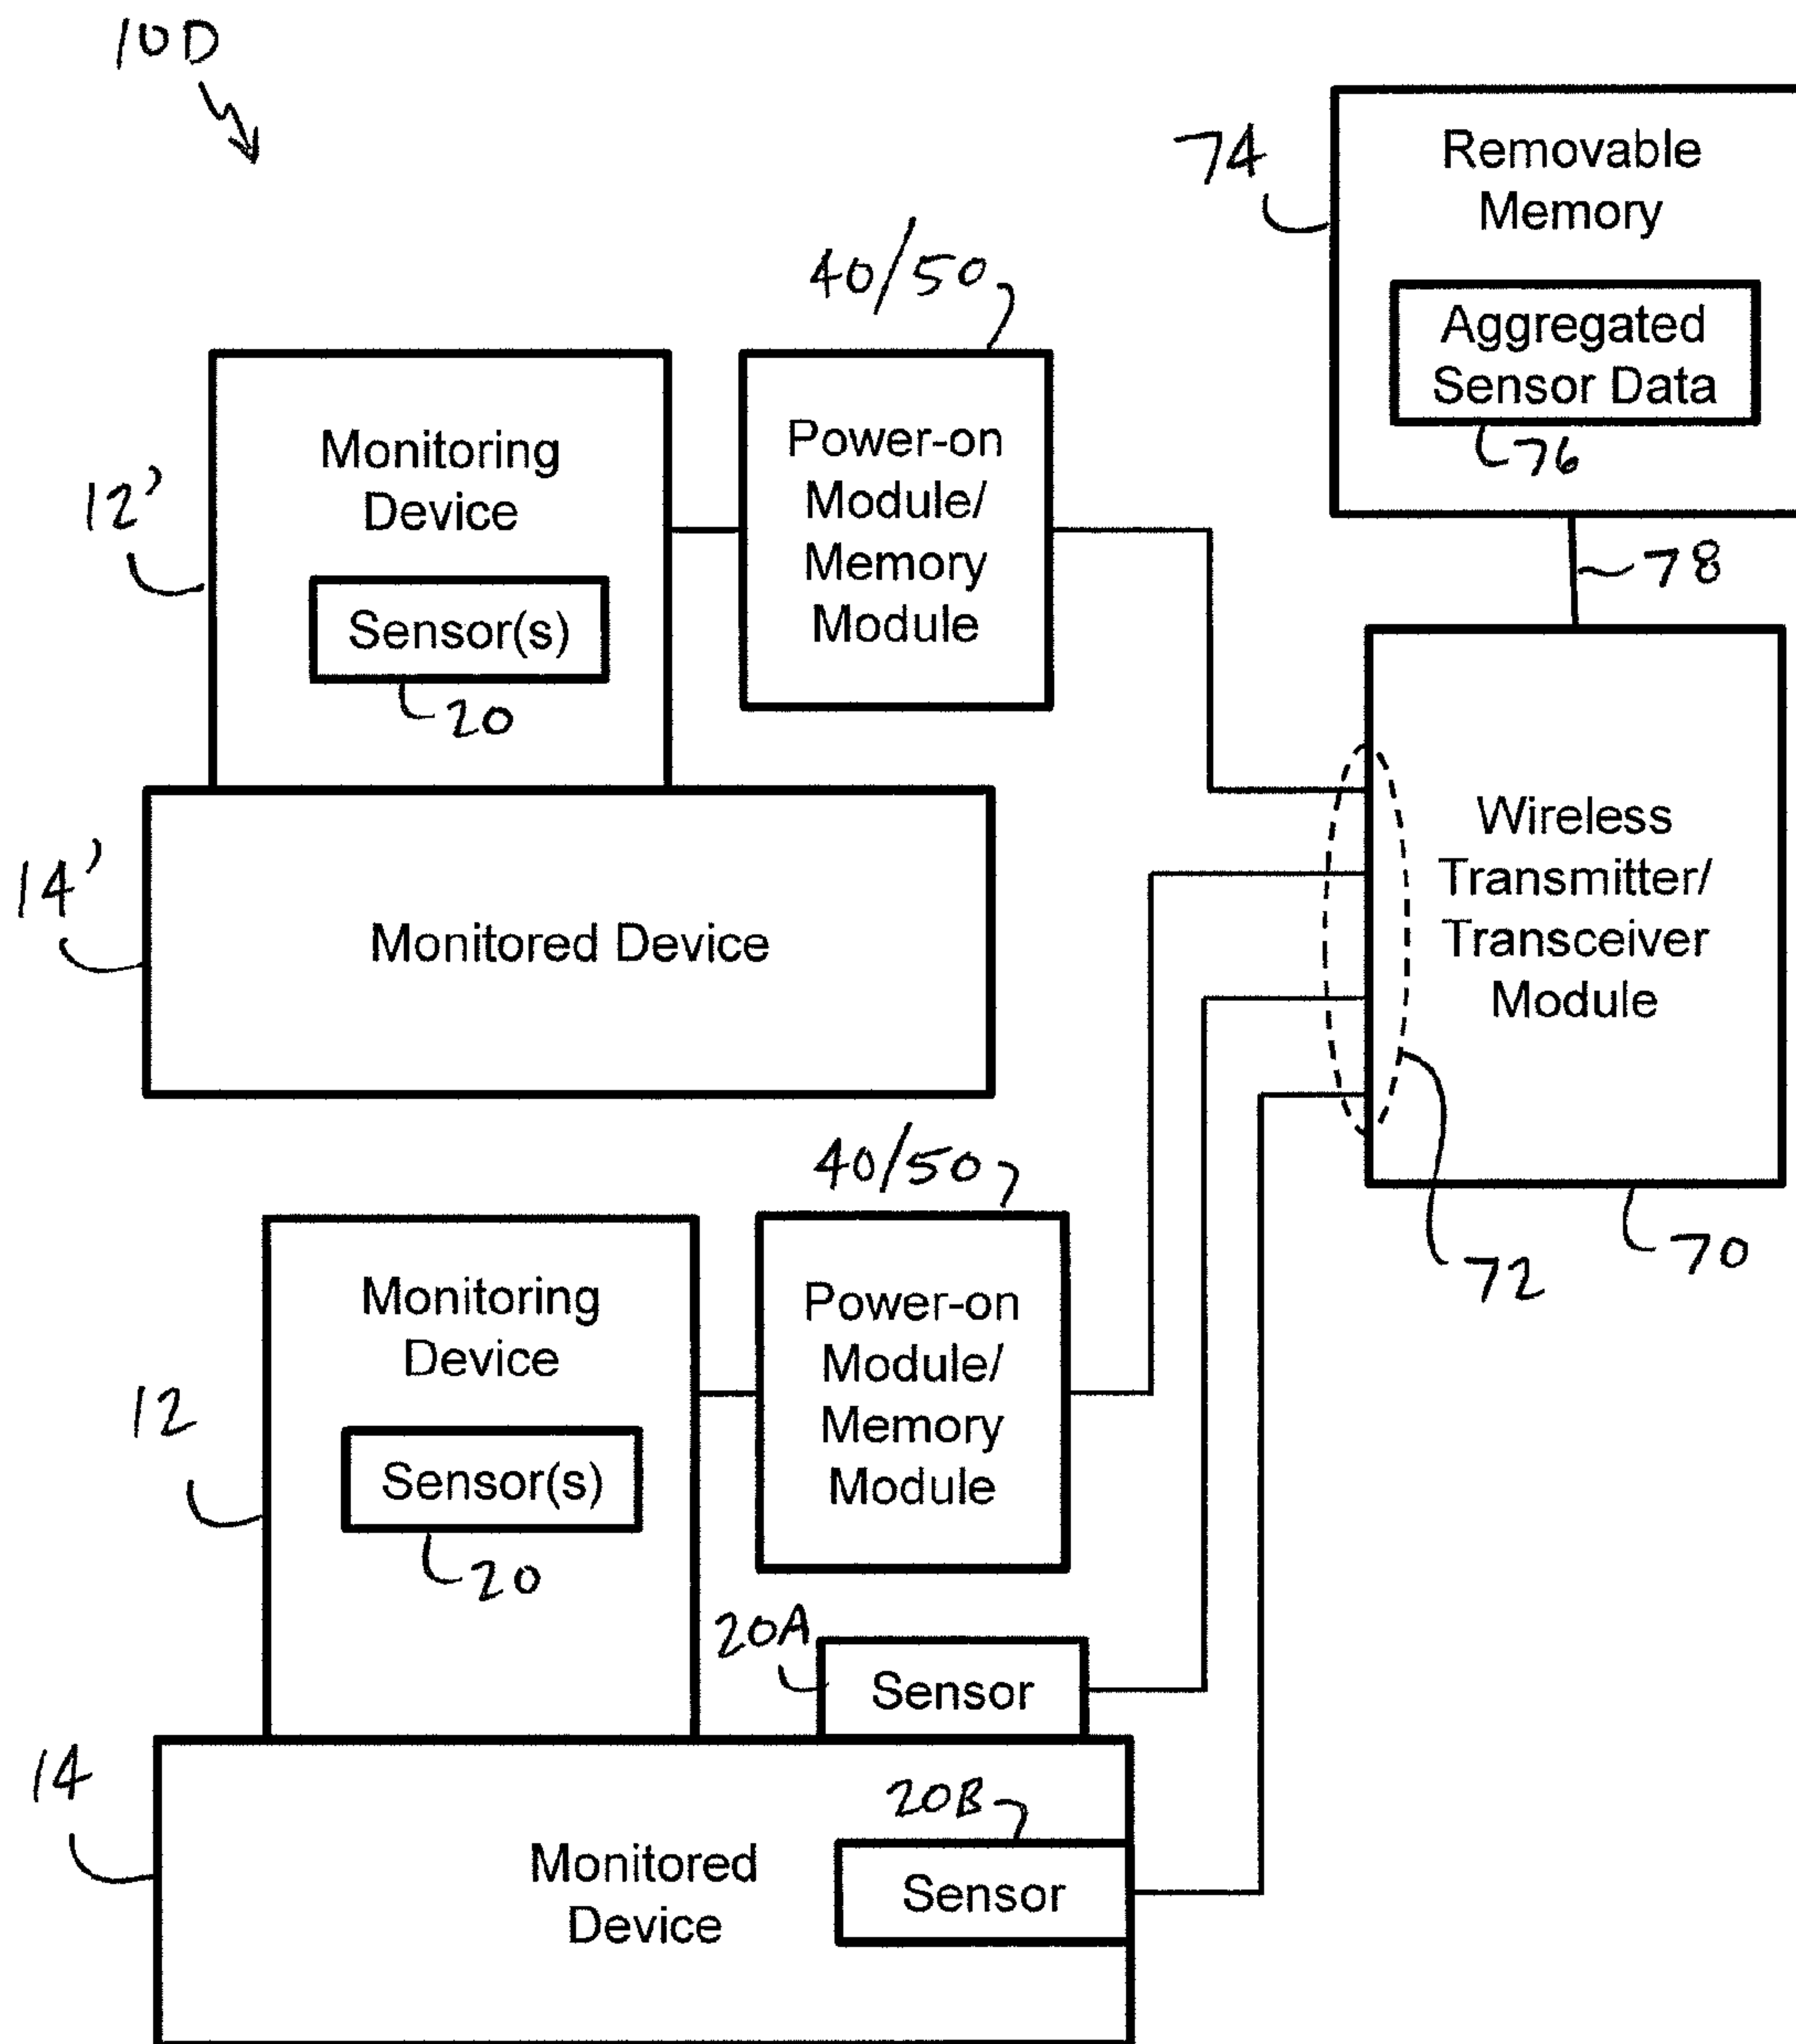 10D
74
Removable
Memory
Aggregated
Sensor Data
76
40/50
Monitoring
Device
12'
Sensor(s)
20
Power-on
Module/
Memory
Module
78
14'
Monitored Device
Wireless
Transmitter/
Transceiver
Module
72
70
40/50
Monitoring
Device
12
Sensor(s)
20
Power-on
Module/
Memory
Module
20A
Sensor
14
Monitored
Device
20B
Sensor